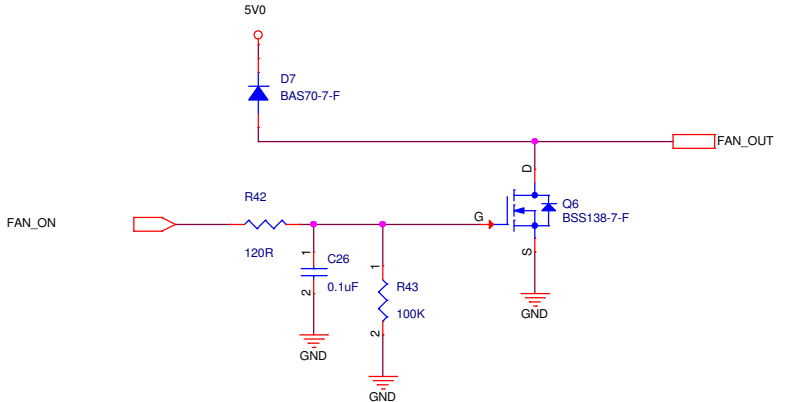 5V0
D7
BAS70-7-F
FAN_OUT
D
Q6
BSS138-7-F
G
S
GND
FAN_ON
R42
120R
1
C26
0.1uF
2
GND
1
R43
100K
2
GND